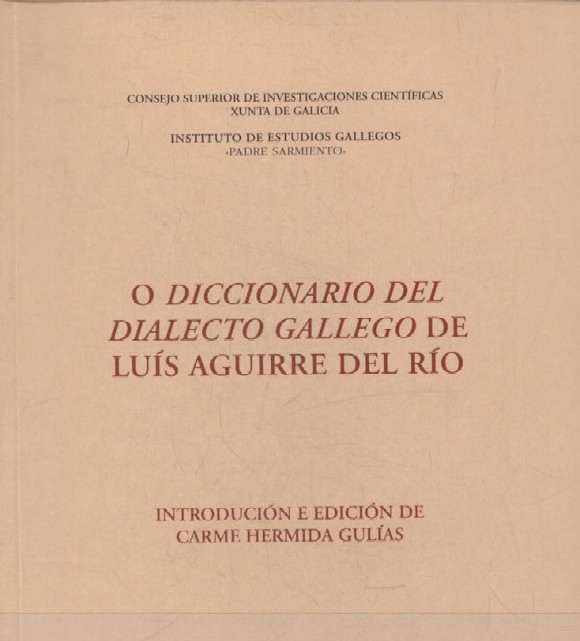 CONSEJO SUPERIOR DE INVESTIGACIONES CIENTÍFICAS
XUNTA DE GALICIA
INSTITUTO DE ESTUDIOS GALLEGOS
«PADRE SARMIENTO»
O DICCIONARIO DEL
DIALECTO GALLEGO DE
LUÍS AGUIRRE DEL RÍO
INTRODUCIÓN E EDICIÓN DE
CARME HERMIDA GULÍAS